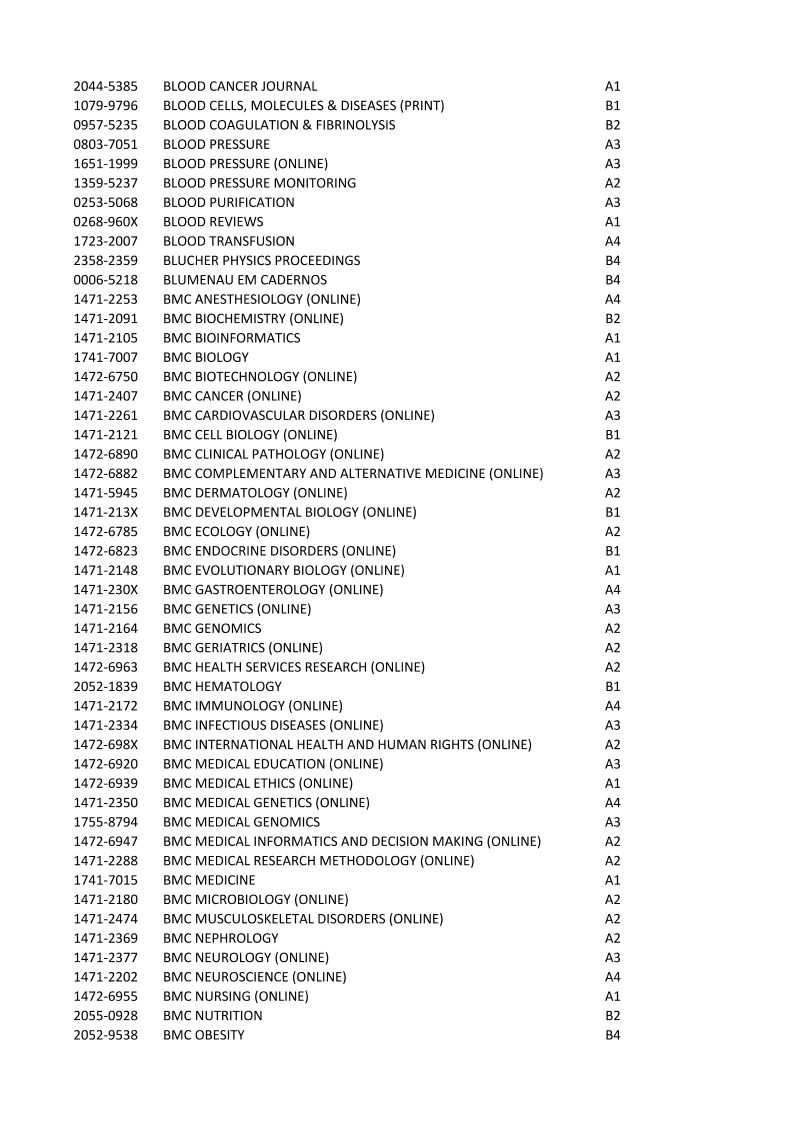 2044-5385 BLOOD CANCER JOURNAL A1
1079-9796 BLOOD CELLS, MOLECULES & DISEASES (PRINT) B1
0957-5235 BLOOD COAGULATION & FIBRINOLYSIS B2
0803-7051 BLOOD PRESSURE A3
1651-1999 BLOOD PRESSURE (ONLINE) A3
1359-5237 BLOOD PRESSURE MONITORING A2
0253-5068 BLOOD PURIFICATION A3
0268-960X BLOOD REVIEWS A1
1723-2007 BLOOD TRANSFUSION A4
2358-2359 BLUCHER PHYSICS PROCEEDINGS B4
0006-5218 BLUMENAU EM CADERNOS B4
1471-2253 BMC ANESTHESIOLOGY (ONLINE) A4
1471-2091 BMC BIOCHEMISTRY (ONLINE) B2
1471-2105 BMC BIOINFORMATICS A1
1741-7007 BMC BIOLOGY A1
1472-6750 BMC BIOTECHNOLOGY (ONLINE) A2
1471-2407 BMC CANCER (ONLINE) A2
1471-2261 BMC CARDIOVASCULAR DISORDERS (ONLINE) A3
1471-2121 BMC CELL BIOLOGY (ONLINE) B1
1472-6890 BMC CLINICAL PATHOLOGY (ONLINE) A2
1472-6882 BMC COMPLEMENTARY AND ALTERNATIVE MEDICINE (ONLINE) A3
1471-5945 BMC DERMATOLOGY (ONLINE) A2
1471-213X BMC DEVELOPMENTAL BIOLOGY (ONLINE) B1
1472-6785 BMC ECOLOGY (ONLINE) A2
1472-6823 BMC ENDOCRINE DISORDERS (ONLINE) B1
1471-2148 BMC EVOLUTIONARY BIOLOGY (ONLINE) A1
1471-230X BMC GASTROENTEROLOGY (ONLINE) A4
1471-2156 BMC GENETICS (ONLINE) A3
1471-2164 BMC GENOMICS A2
1471-2318 BMC GERIATRICS (ONLINE) A2
1472-6963 BMC HEALTH SERVICES RESEARCH (ONLINE) A2
2052-1839 BMC HEMATOLOGY B1
1471-2172 BMC IMMUNOLOGY (ONLINE) A4
1471-2334 BMC INFECTIOUS DISEASES (ONLINE) A3
1472-698X BMC INTERNATIONAL HEALTH AND HUMAN RIGHTS (ONLINE) A2
1472-6920 BMC MEDICAL EDUCATION (ONLINE) A3
1472-6939 BMC MEDICAL ETHICS (ONLINE) A1
1471-2350 BMC MEDICAL GENETICS (ONLINE) A4
1755-8794 BMC MEDICAL GENOMICS A3
1472-6947 BMC MEDICAL INFORMATICS AND DECISION MAKING (ONLINE) A2
1471-2288 BMC MEDICAL RESEARCH METHODOLOGY (ONLINE) A2
1741-7015 BMC MEDICINE A1
1471-2180 BMC MICROBIOLOGY (ONLINE) A2
1471-2474 BMC MUSCULOSKELETAL DISORDERS (ONLINE) A2
1471-2369 BMC NEPHROLOGY A2
1471-2377 BMC NEUROLOGY (ONLINE) A3
1471-2202 BMC NEUROSCIENCE (ONLINE) A4
1472-6955 BMC NURSING (ONLINE) A1
2055-0928 BMC NUTRITION B2
2052-9538 BMC OBESITY B4